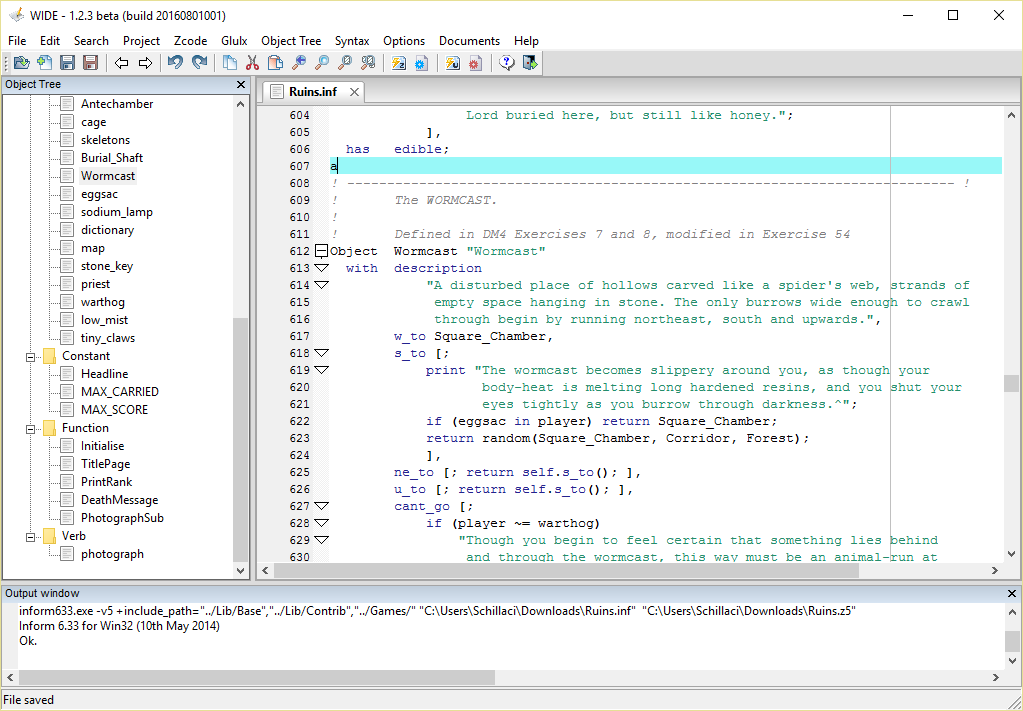 WIDE - 1.2.3 beta (build 20160801001)
File Edit Search Project Zcode Glulx Object Tree Syntax Options Documents Help
Object Tree
Antechamber
cage
skeletons
Burial_Shaft
Wormcast
eggsac
sodium_lamp
dictionary
map
stone_key
priest
warthog
low_mist
tiny_claws
Constant
Headline
MAX_CARRIED
MAX_SCORE
Function
Initialise
TitlePage
PrintRank
DeathMessage
PhotographSub
Verb
photograph
Ruins.inf
604 Lord buried here, but still like honey.";
605 ],
606 has edible;
607 a
608 ! ---------------------------------------------------------------------------- !
609 ! The WORMCAST.
610 !
611 ! Defined in DM4 Exercises 7 and 8, modified in Exercise 54
612 Object Wormcast "Wormcast"
613 with description
614 "A disturbed place of hollows carved like a spider's web, strands of
615 empty space hanging in stone. The only burrows wide enough to crawl
616 through begin by running northeast, south and upwards.",
617 w_to Square_Chamber,
618 s_to [;
619 print "The wormcast becomes slippery around you, as though your
620 body-heat is melting long hardened resins, and you shut your
621 eyes tightly as you burrow through darkness.^";
622 if (eggsac in player) return Square_Chamber;
623 return random(Square_Chamber, Corridor, Forest);
624 ],
625 ne_to [; return self.s_to(); ],
626 u_to [; return self.s_to(); ],
627 cant_go [;
628 if (player ~= warthog)
629 "Though you begin to feel certain that something lies behind
630 and through the wormcast, this way must be an animal-run at
Output window
inform633.exe -v5 +include_path="../Lib/Base","../Lib/Contrib","../Games/" "C:\Users\Schillaci\Downloads\Ruins.inf" "C:\Users\Schillaci\Downloads\Ruins.z5"
Inform 6.33 for Win32 (10th May 2014)
Ok.
File saved